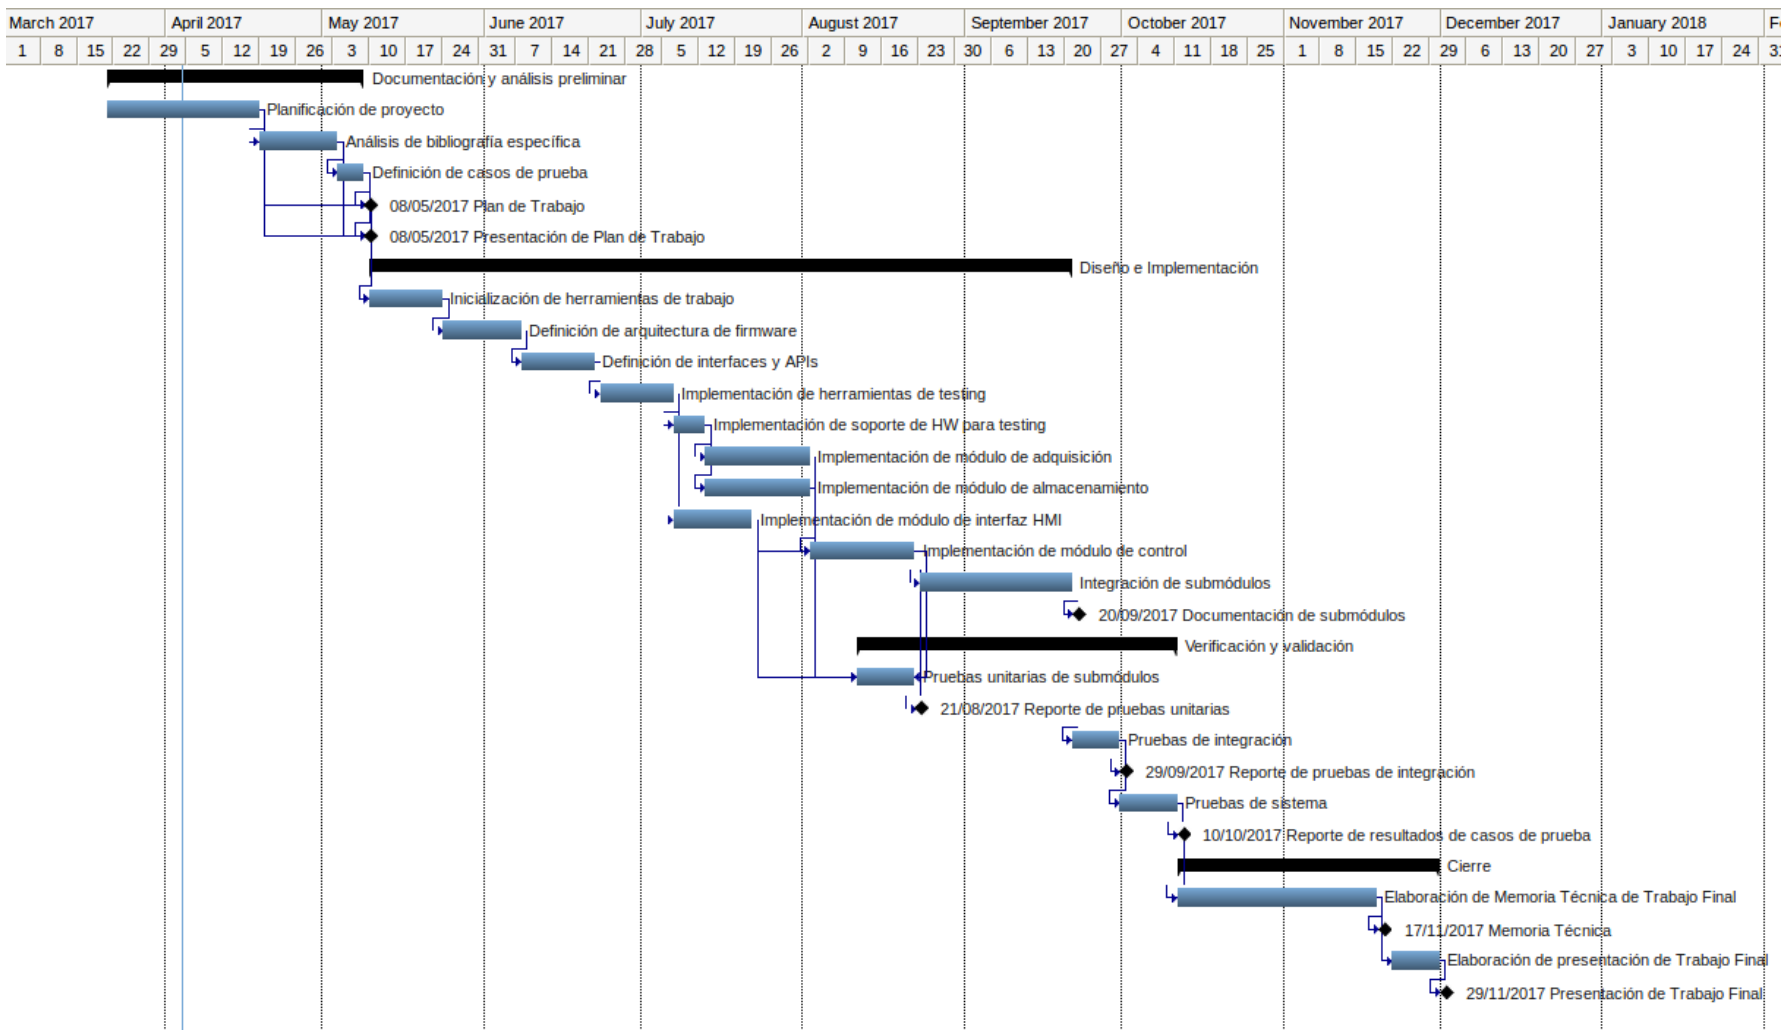 March 2017 April 2017 May 2017 June 2017 July 2017 August 2017 September 2017 October 2017 November 2017 December 2017 January 2018
1 8 15 22 29 5 12 19 26 3 10 17 24 31 7 14 21 28 5 12 19 26 2 9 16 23 30 6 13 20 27 4 11 18 25 1 8 15 22 29 6 13 20 27 3 10 17 24
Documentación y análisis preliminar
Planificación de proyecto
Análisis de bibliografía específica
Definición de casos de prueba
08/05/2017 Plan de Trabajo
08/05/2017 Presentación de Plan de Trabajo
Diseño e Implementación
Inicialización de herramientas de trabajo
Definición de arquitectura de firmware
Definición de interfaces y APIs
Implementación de herramientas de testing
Implementación de soporte de HW para testing
Implementación de módulo de adquisición
Implementación de módulo de almacenamiento
Implementación de módulo de interfaz HMI
Implementación de módulo de control
Integración de submódulos
20/09/2017 Documentación de submódulos
Verificación y validación
Pruebas unitarias de submódulos
21/08/2017 Reporte de pruebas unitarias
Pruebas de integración
29/09/2017 Reporte de pruebas de integración
Pruebas de sistema
10/10/2017 Reporte de resultados de casos de prueba
Cierre
Elaboración de Memoria Técnica de Trabajo Final
17/11/2017 Memoria Técnica
Elaboración de presentación de Trabajo Final
29/11/2017 Presentación de Trabajo Final